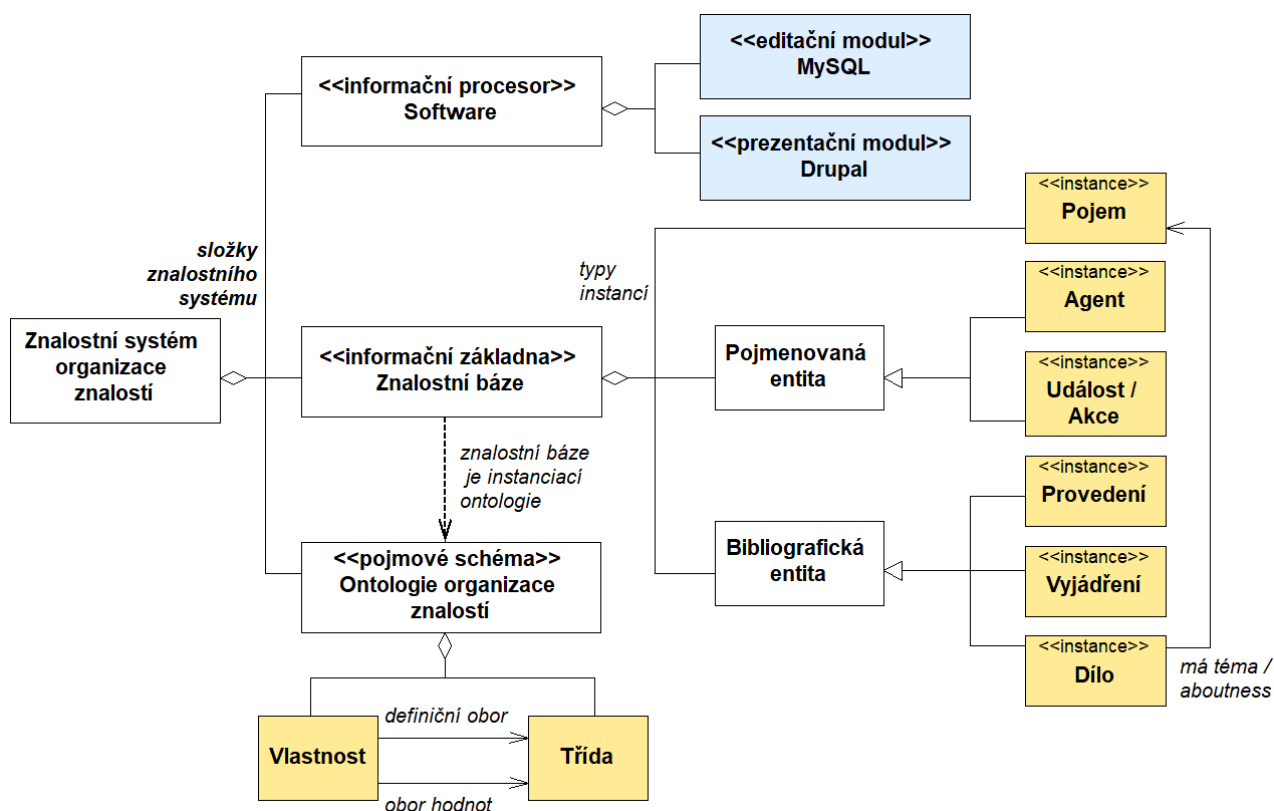 <<editační modul>>
MySQL
<<informační procesor>>
Software
<<prezentační modul>>
Drupal
<<instance>>
Pojem
složky
znalostního
systému
typy
instancí
<<instance>>
Agent
Znalostní systém
organizace
znalostí
<<informační základna>>
Znalostní báze
Pojmenovaná
entita
<<instance>>
Událost /
Akce
znalostní báze
je instanciací
ontologie
<<instance>>
Provedení
<<pojmové schéma>>
Ontologie organizace
znalostí
Bibliografická
entita
<<instance>>
Vyjádření
<<instance>>
Dílo
má téma /
aboutness
definiční obor
Vlastnost
Třída
obor hodnot